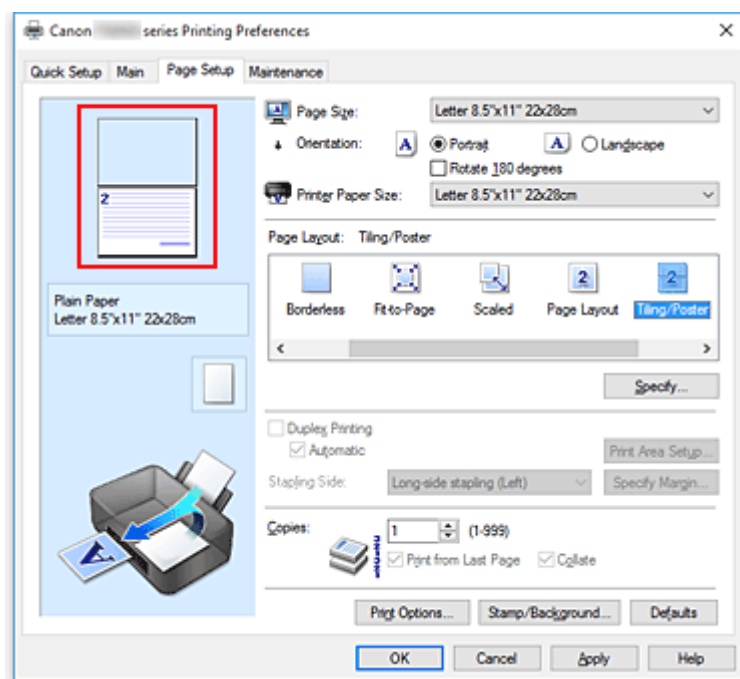 Canon series Printing Preferences
Quick Setup Main Page Setup Maintenance
2
Plain Paper
Letter 8.5"x11" 22x28cm
Page Size: Letter 8.5"x11" 22x28cm
Orientation: A Portrait A Landscape
Rotate 180 degrees
Printer Paper Size: Letter 8.5"x11" 22x28cm
Page Layout: Tiling/Poster
2 2
Borderless Fit-to-Page Scaled Page Layout Tiling/Poster
Specify...
Duplex Printing
Automatic Print Area Setup...
Stapling Side: Long-side stapling (Left) Specify Margin...
Copies: 1 (1-999)
Print from Last Page Collate
Print Options... Stamp/Background... Defaults
OK Cancel Apply Help